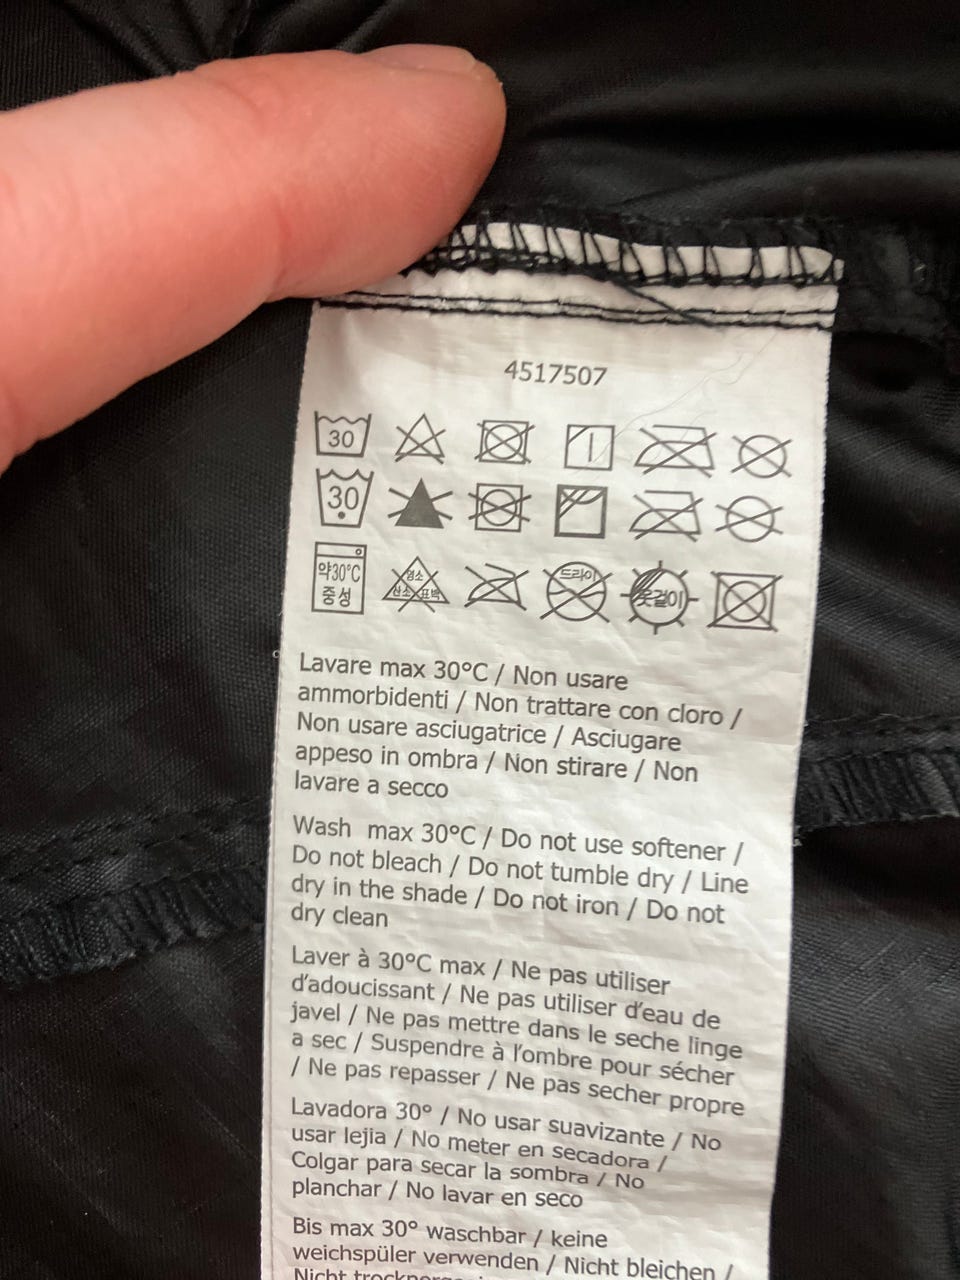 4517507
30
30
약30°C
중성
염소
산소 표백
드라이
옷걸이
Lavare max 30°C / Non usare
ammorbidenti / Non trattare con cloro /
Non usare asciugatrice / Asciugare
appeso in ombra / Non stirare / Non
lavare a secco
Wash max 30°C / Do not use softener /
Do not bleach / Do not tumble dry / Line
dry in the shade / Do not iron / Do not
dry clean
Laver à 30°C max / Ne pas utiliser
d'adoucissant / Ne pas utiliser d'eau de
javel / Ne pas mettre dans le seche linge
a sec / Suspendre à l'ombre pour sécher
/ Ne pas repasser / Ne pas secher propre
Lavadora 30° / No usar suavizante / No
usar lejia / No meter en secadora /
Colgar para secar la sombra / No
planchar / No lavar en seco
Bis max 30° waschbar / keine
weichspüler verwenden / Nicht bleichen /
Nicht